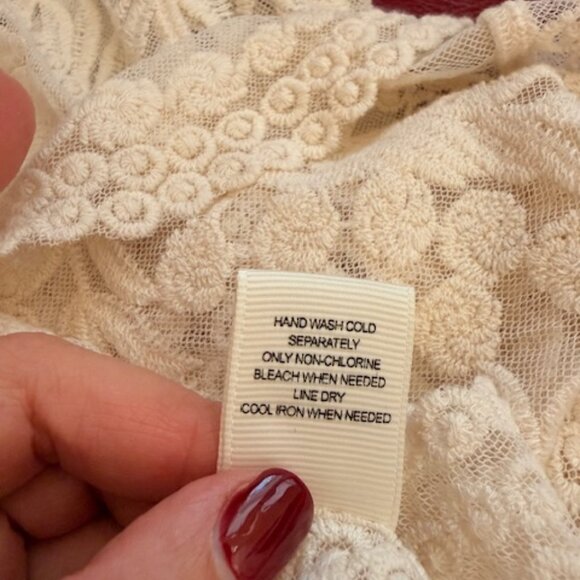 HAND WASH COLD
SEPARATELY
ONLY NON-CHLORINE
BLEACH WHEN NEEDED
LINE DRY
COOL IRON WHEN NEEDED